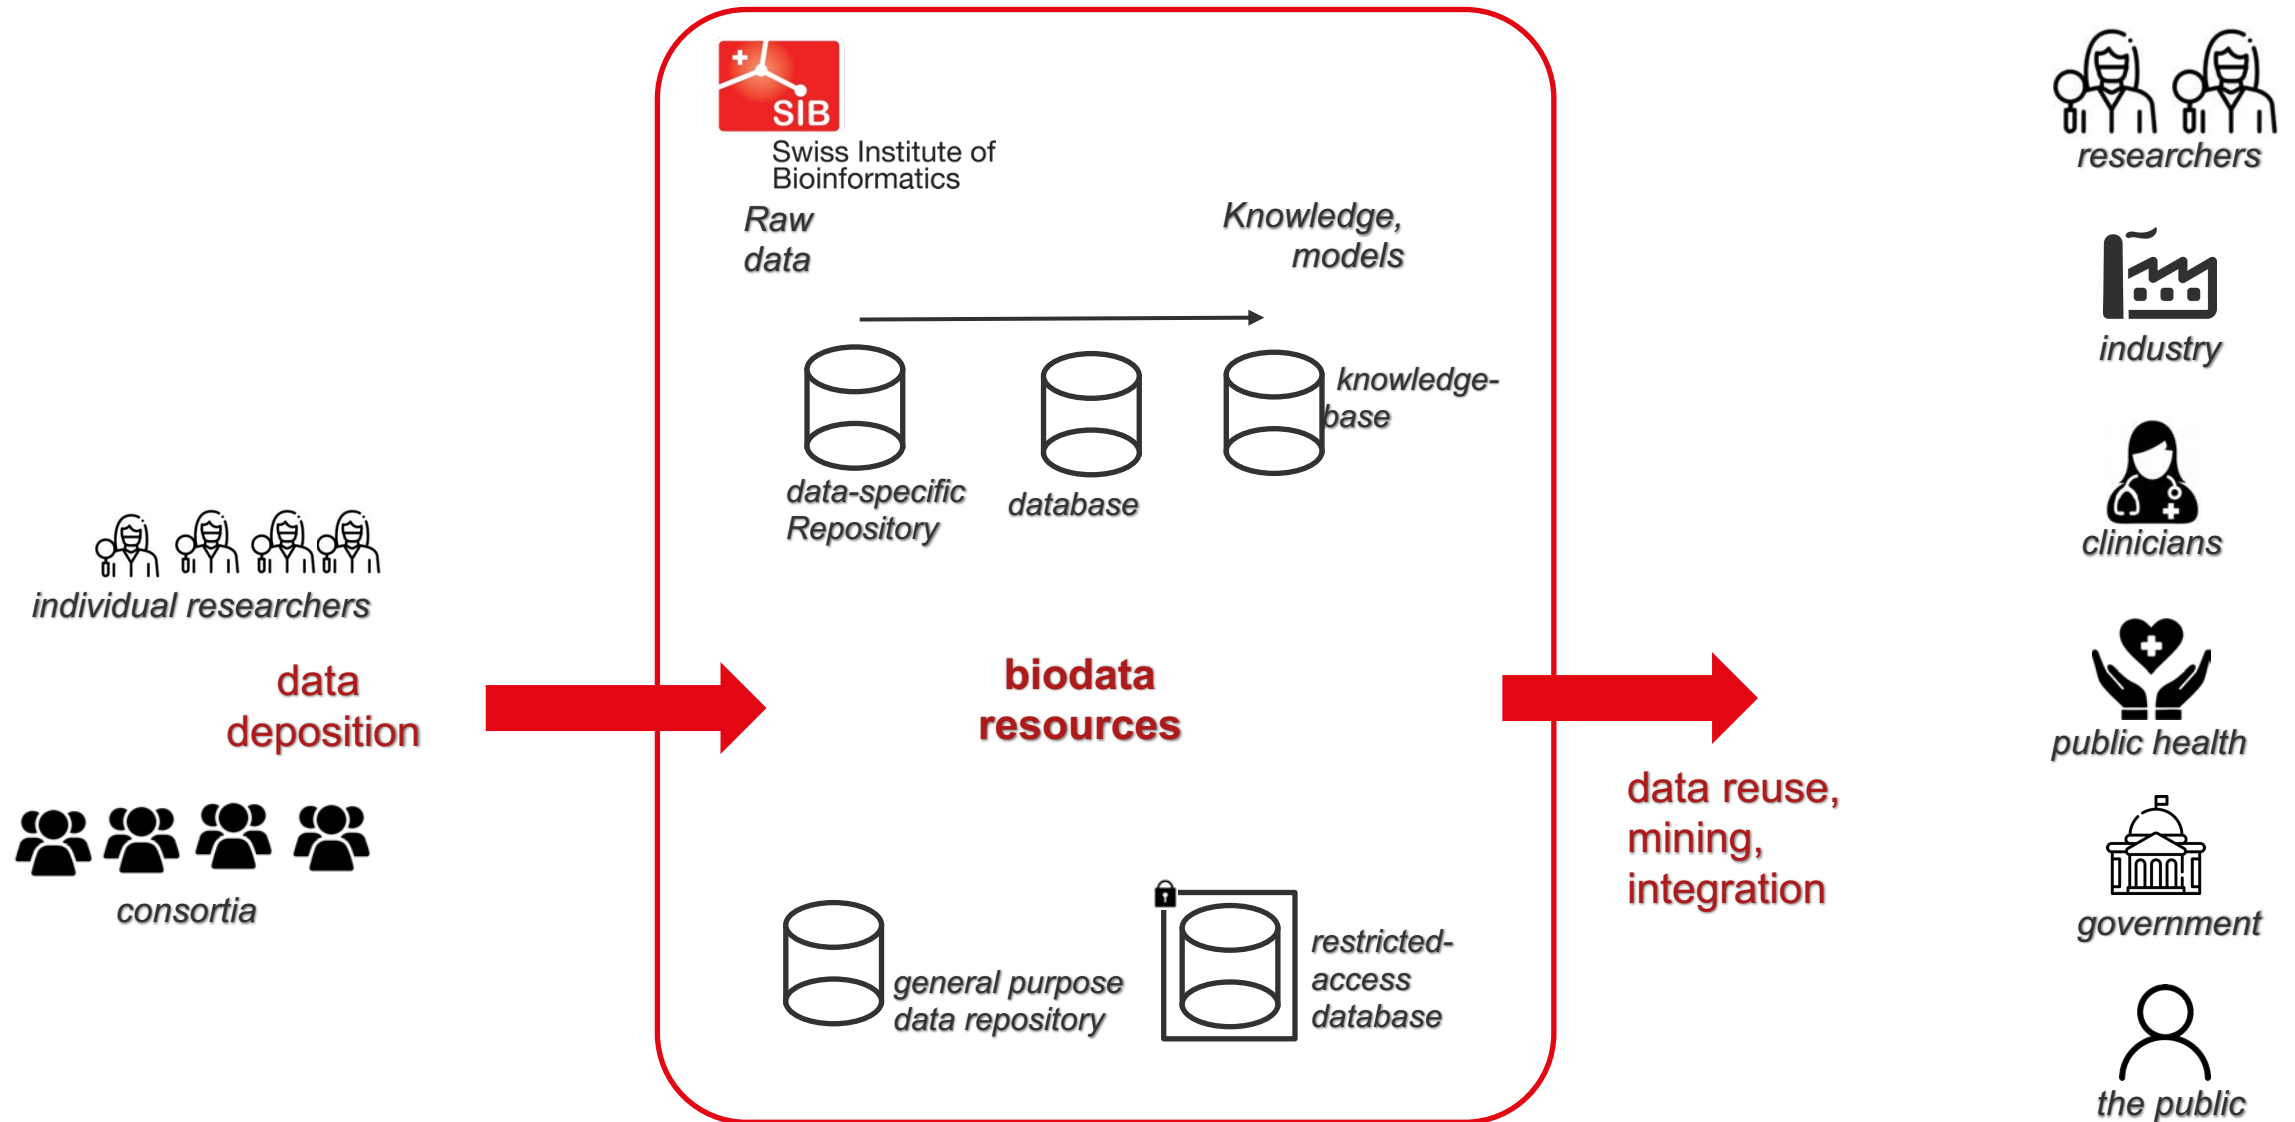 individual researchers
data
deposition
consortia
SIB
Swiss Institute of
Bioinformatics
Raw
data
Knowledge,
models
data-specific
Repository
database
knowledge-
base
biodata
resources
general purpose
data repository
restricted-
access
database
data reuse,
mining,
integration
researchers
industry
clinicians
public health
government
the public